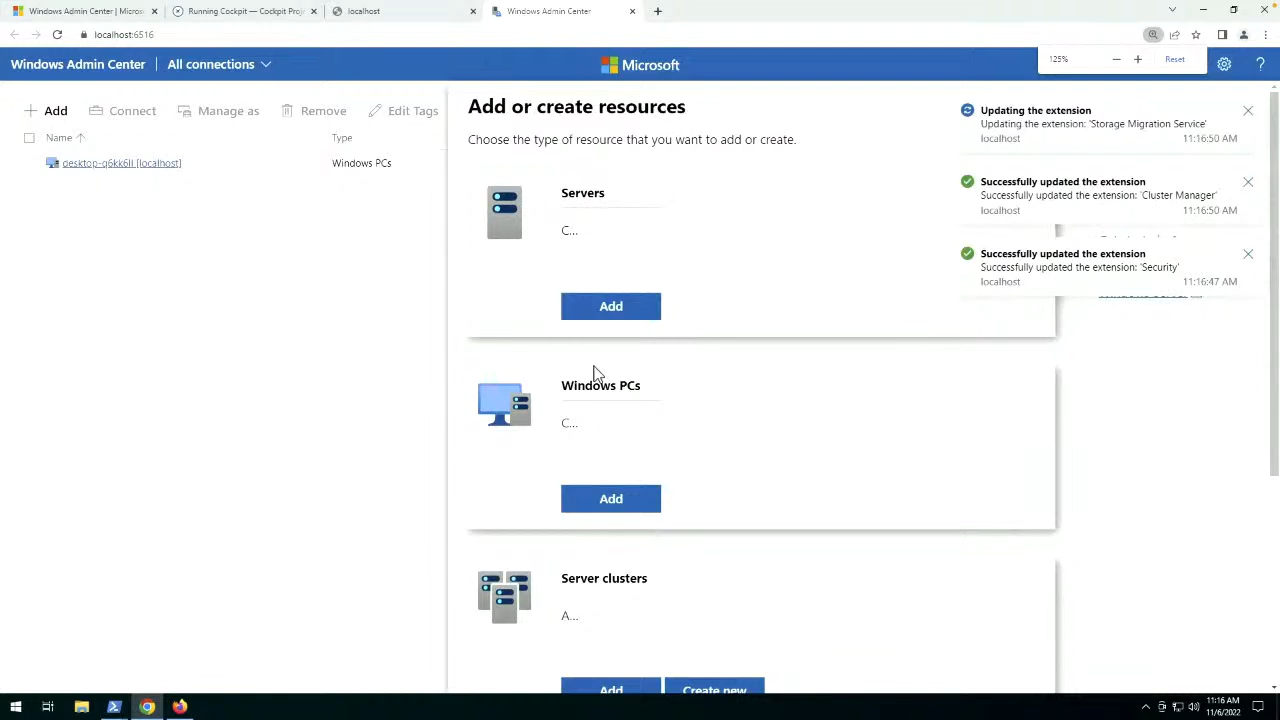 Windows Admin Center | Microsoft
Running Cockpit — Cockpit Proje
localhost
Windows Admin Center
localhost:6516
Windows Admin Center
All connections
Microsoft
125%
Reset
Add
Connect
Manage as
Remove
Edit Tags
Name
Type
desktop-q6kk6li [localhost]
Windows PCs
Add or create resources
Choose the type of resource that you want to add or create.
Servers
C...
Add
Windows PCs
C...
Add
Server clusters
A...
Add
Create new
Updating the extension
Updating the extension: 'Storage Migration Service'
localhost
11:16:50 AM
Successfully updated the extension
Successfully updated the extension: 'Cluster Manager'
localhost
11:16:50 AM
Successfully updated the extension
Successfully updated the extension: 'Security'
localhost
11:16:47 AM
11:16 AM
11/6/2022